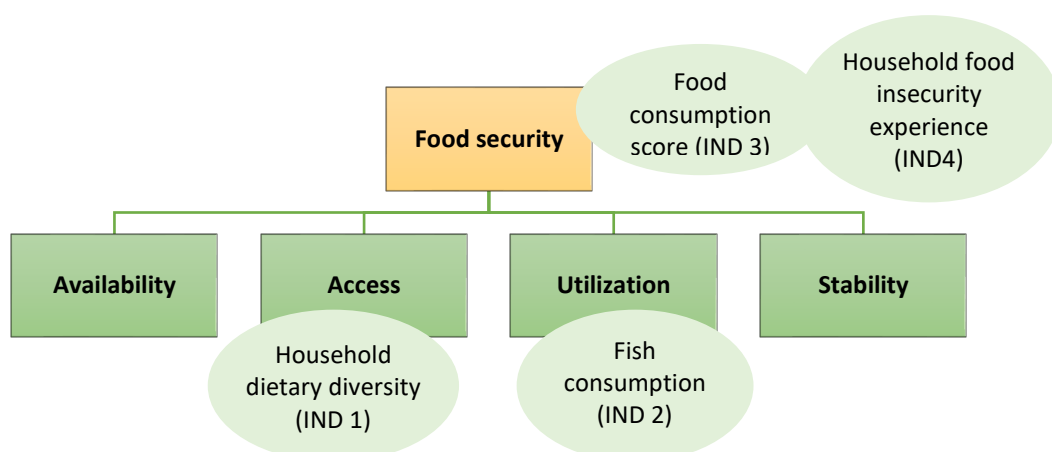 Food security
Food
consumption
score (IND 3)
Household food
insecurity
experience
(IND4)
Availability
Access
Utilization
Stability
Household
dietary diversity
(IND 1)
Fish
consumption
(IND 2)